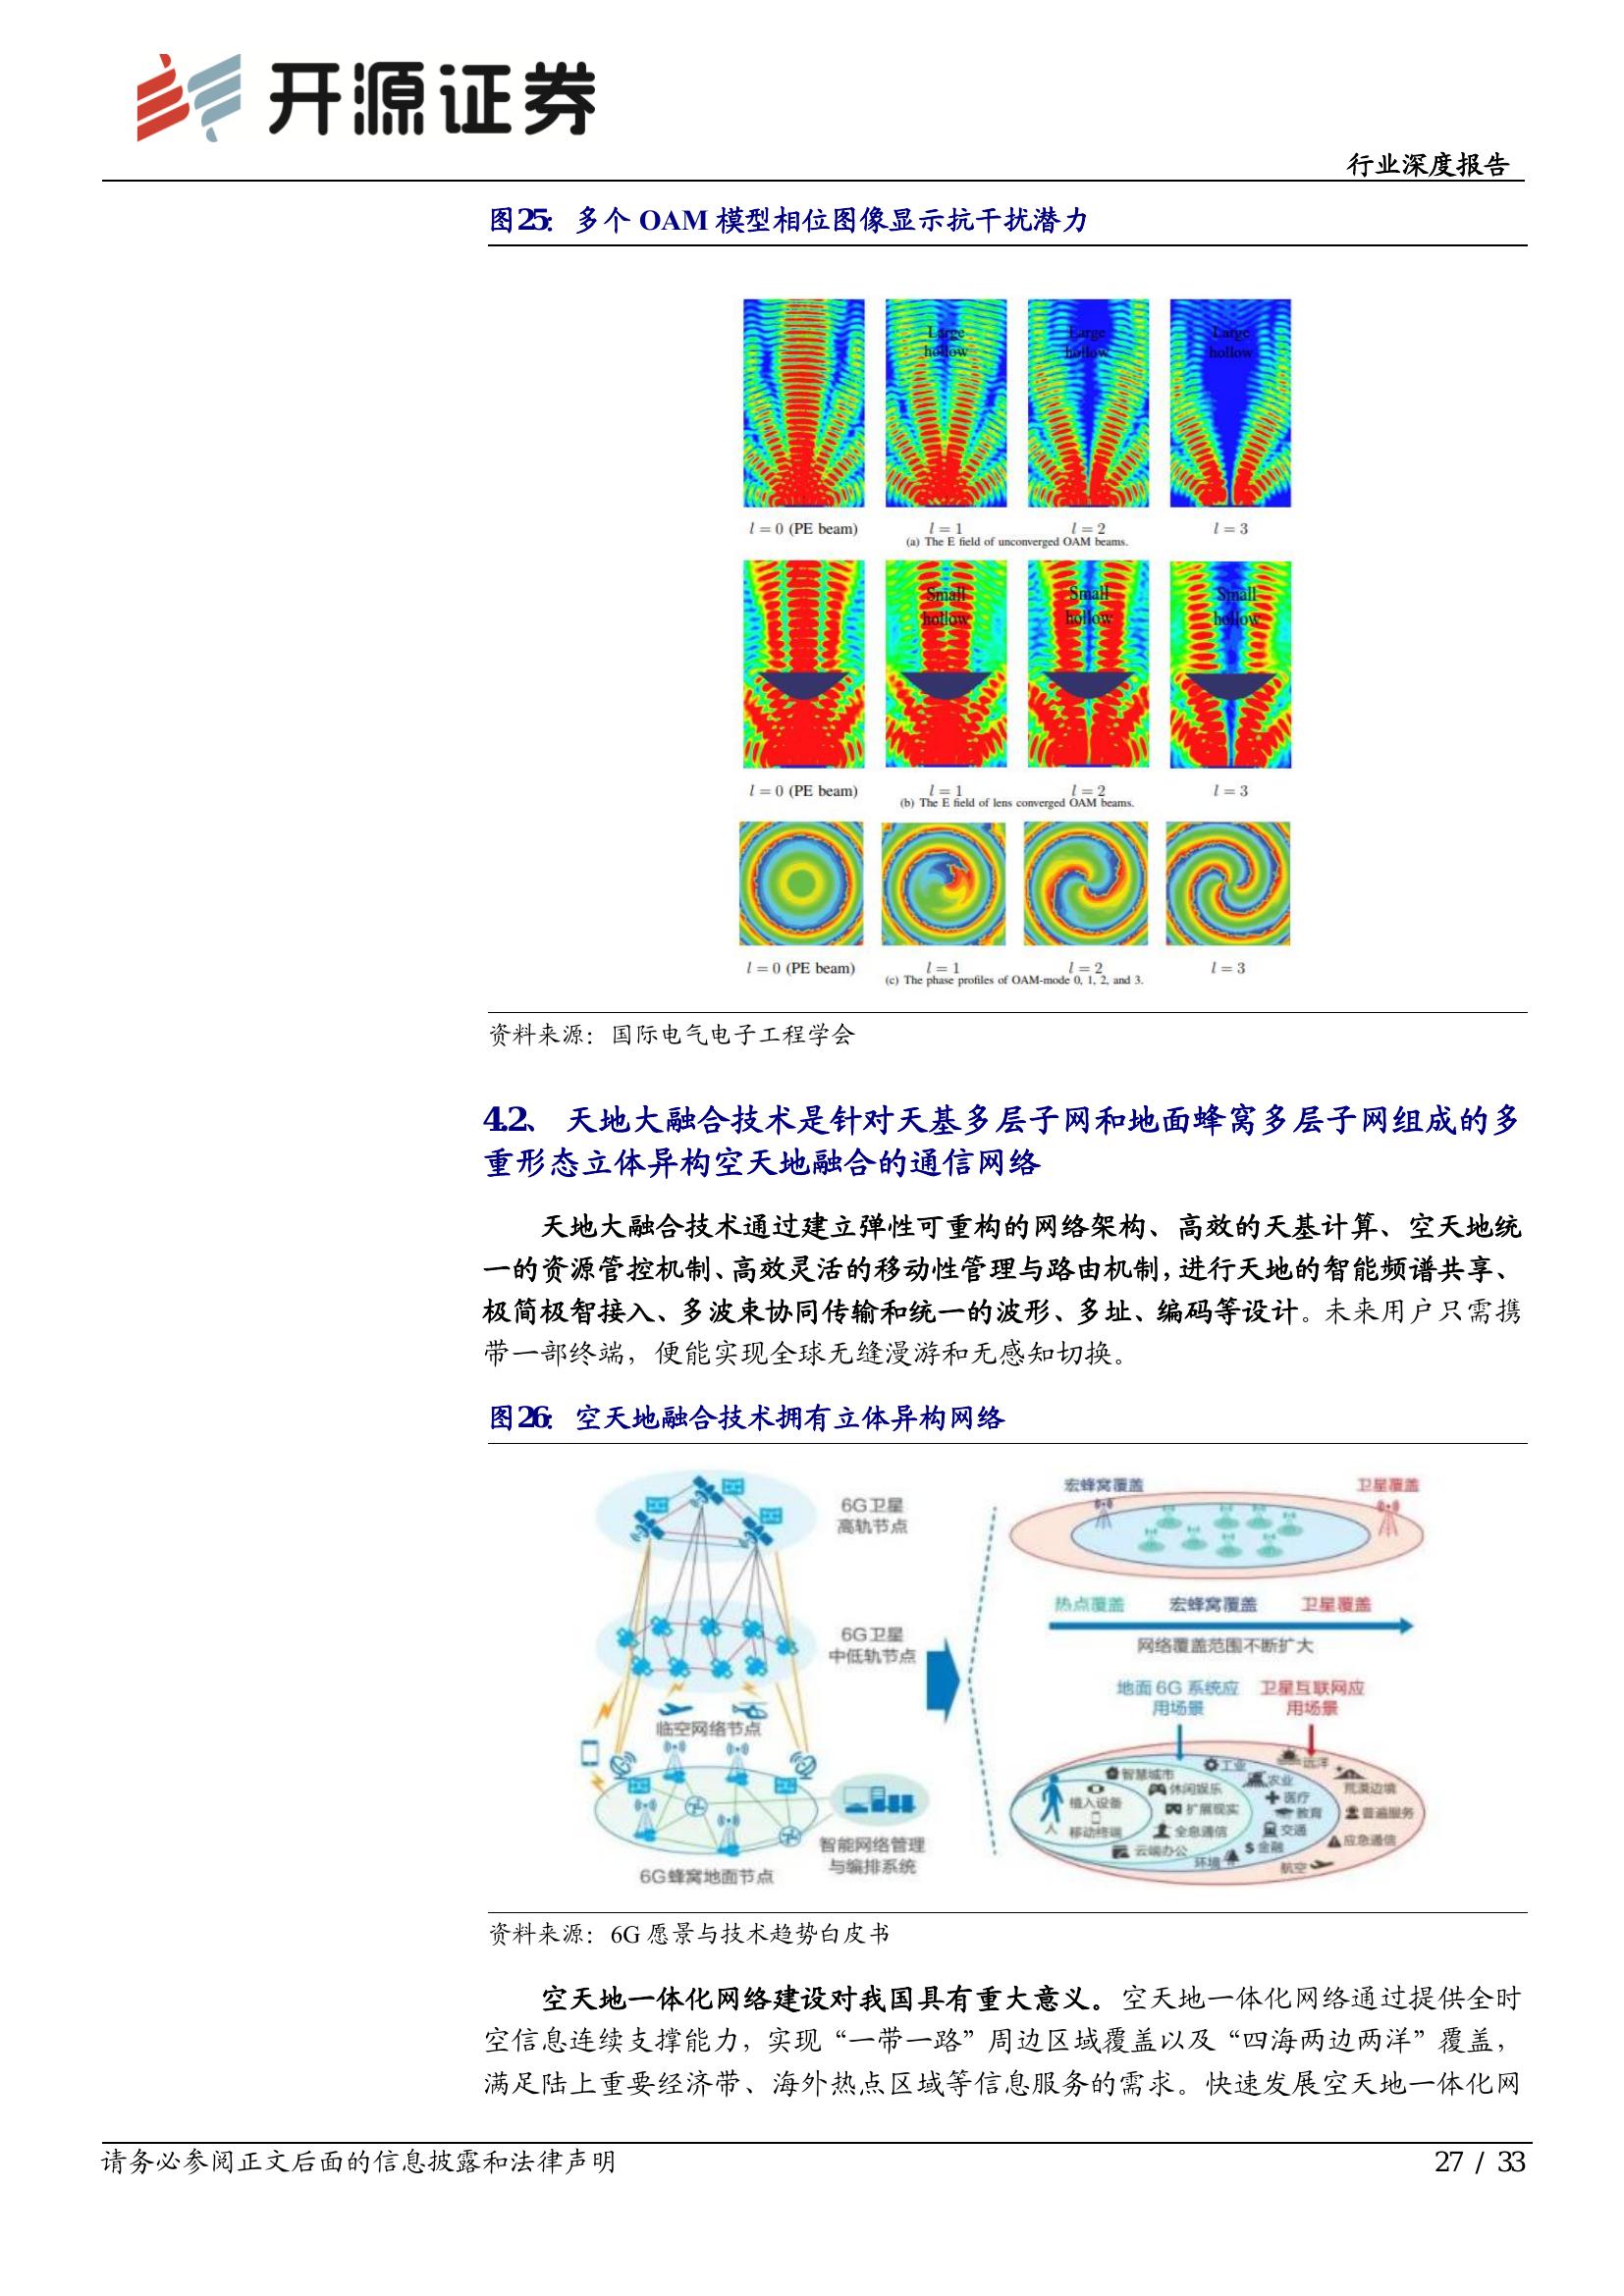 开源证券
行业深度报告
图25： 多个 OAM 模型相位图像显示抗干扰潜力
Large Large Large
hollow hollow hollow
l = 0 (PE beam) l = 1 l = 2 l = 3
(a) The E field of unconverged OAM beams.
Small Small Small
hollow hollow hollow
l = 0 (PE beam) l = 1 l = 2 l = 3
(b) The E field of lens converged OAM beams.
l = 0 (PE beam) l = 1 l = 2 l = 3
(c) The phase profiles of OAM-mode 0, 1, 2, and 3.
资料来源：国际电气电子工程学会
4.2、 天地大融合技术是针对天基多层子网和地面蜂窝多层子网组成的多
重形态立体异构空天地融合的通信网络
天地大融合技术通过建立弹性可重构的网络架构、高效的天基计算、空天地统
一的资源管控机制、高效灵活的移动性管理与路由机制，进行天地的智能频谱共享、
极简极智接入、多波束协同传输和统一的波形、多址、编码等设计。未来用户只需携
带一部终端，便能实现全球无缝漫游和无感知切换。
图26： 空天地融合技术拥有立体异构网络
6G卫星
高轨节点
6G卫星
中低轨节点
临空网络节点
智能网络管理
与编排系统
6G蜂窝地面节点
宏蜂窝覆盖 卫星覆盖
热点覆盖 宏蜂窝覆盖 卫星覆盖
网络覆盖范围不断扩大
地面 6G 系统应 卫星互联网应
用场景 用场景
智慧城市 工业 远洋
休闲娱乐 农业 荒漠边境
植入设备 扩展现实 医疗
教育 普遍服务
人 移动终端 全息通信 交通 应急通信
云端办公 环境 金融 航空
资料来源：6G 愿景与技术趋势白皮书
空天地一体化网络建设对我国具有重大意义。空天地一体化网络通过提供全时
空信息连续支撑能力，实现“一带一路”周边区域覆盖以及“四海两边两洋”覆盖，
满足陆上重要经济带、海外热点区域等信息服务的需求。快速发展空天地一体化网
请务必参阅正文后面的信息披露和法律声明
27 / 33